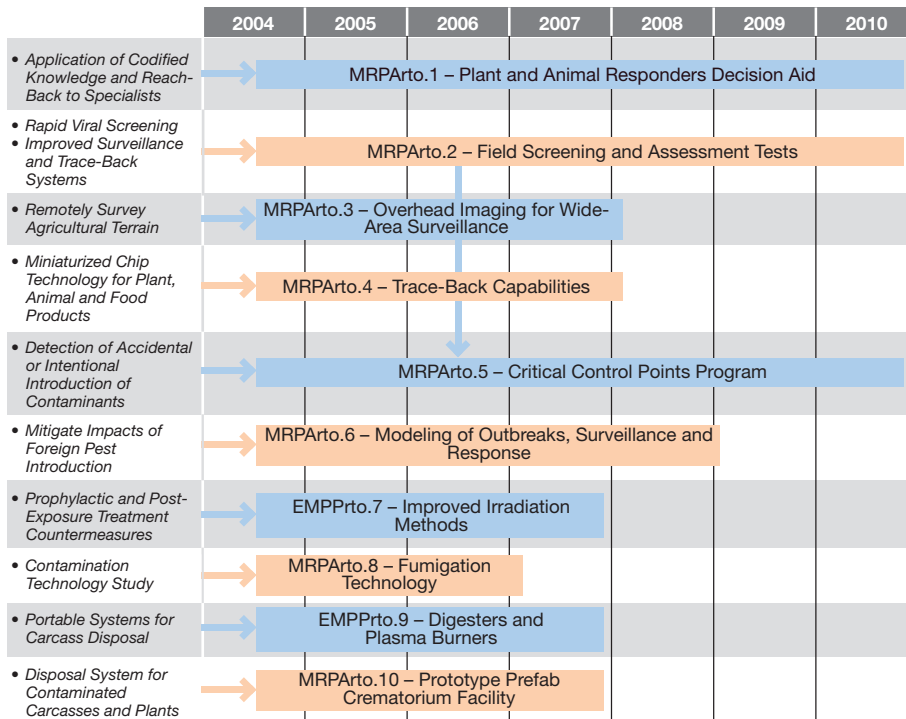 2004 2005 2006 2007 2008 2009 2010
• Application of Codified
Knowledge and Reach-
Back to Specialists
MRPArto.1 – Plant and Animal Responders Decision Aid
• Rapid Viral Screening
• Improved Surveillance
and Trace-Back
Systems
MRPArto.2 – Field Screening and Assessment Tests
• Remotely Survey
Agricultural Terrain
MRPArto.3 – Overhead Imaging for Wide-
Area Surveillance
• Miniaturized Chip
Technology for Plant,
Animal and Food
Products
MRPArto.4 – Trace-Back Capabilities
• Detection of Accidental
or Intentional
Introduction of
Contaminants
MRPArto.5 – Critical Control Points Program
• Mitigate Impacts of
Foreign Pest
Introduction
MRPArto.6 – Modeling of Outbreaks, Surveillance and
Response
• Prophylactic and Post-
Exposure Treatment
Countermeasures
EMPPrto.7 – Improved Irradiation
Methods
• Contamination
Technology Study
MRPArto.8 – Fumigation
Technology
• Portable Systems for
Carcass Disposal
EMPPrto.9 – Digesters and
Plasma Burners
• Disposal System for
Contaminated
Carcasses and Plants
MRPArto.10 – Prototype Prefab
Crematorium Facility